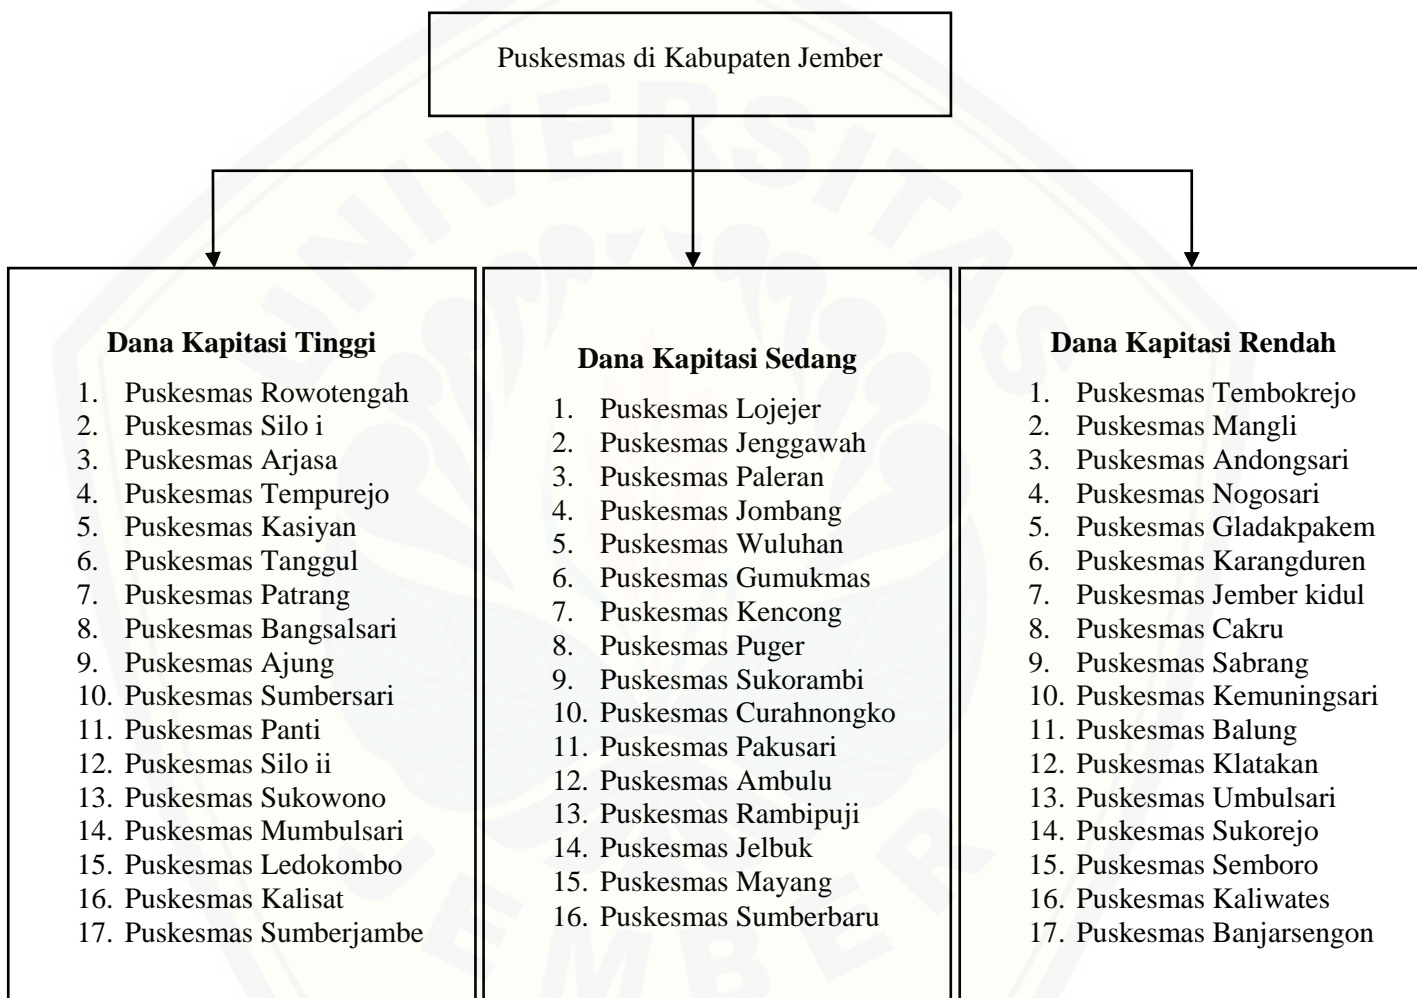 Puskesmas di Kabupaten Jember
Dana Kapitasi Tinggi
1. Puskesmas Rowotengah
2. Puskesmas Silo i
3. Puskesmas Arjasa
4. Puskesmas Tempurejo
5. Puskesmas Kasiyan
6. Puskesmas Tanggul
7. Puskesmas Patrang
8. Puskesmas Bangsalsari
9. Puskesmas Ajung
10. Puskesmas Sumbersari
11. Puskesmas Panti
12. Puskesmas Silo ii
13. Puskesmas Sukowono
14. Puskesmas Mumbulsari
15. Puskesmas Ledokombo
16. Puskesmas Kalisat
17. Puskesmas Sumberjambe
Dana Kapitasi Sedang
1. Puskesmas Lojejer
2. Puskesmas Jenggawah
3. Puskesmas Paleran
4. Puskesmas Jombang
5. Puskesmas Wuluhan
6. Puskesmas Gumukmas
7. Puskesmas Kencong
8. Puskesmas Puger
9. Puskesmas Sukorambi
10. Puskesmas Curahnongko
11. Puskesmas Pakusari
12. Puskesmas Ambulu
13. Puskesmas Rambipuji
14. Puskesmas Jelbuk
15. Puskesmas Mayang
16. Puskesmas Sumberbaru
Dana Kapitasi Rendah
1. Puskesmas Tembokrejo
2. Puskesmas Mangli
3. Puskesmas Andongsari
4. Puskesmas Nogosari
5. Puskesmas Gladakpakem
6. Puskesmas Karangduren
7. Puskesmas Jember kidul
8. Puskesmas Cakru
9. Puskesmas Sabrang
10. Puskesmas Kemuningsari
11. Puskesmas Balung
12. Puskesmas Klatakan
13. Puskesmas Umbulsari
14. Puskesmas Sukorejo
15. Puskesmas Semboro
16. Puskesmas Kaliwates
17. Puskesmas Banjarsengon
UNIVERSITAS
JEMBER